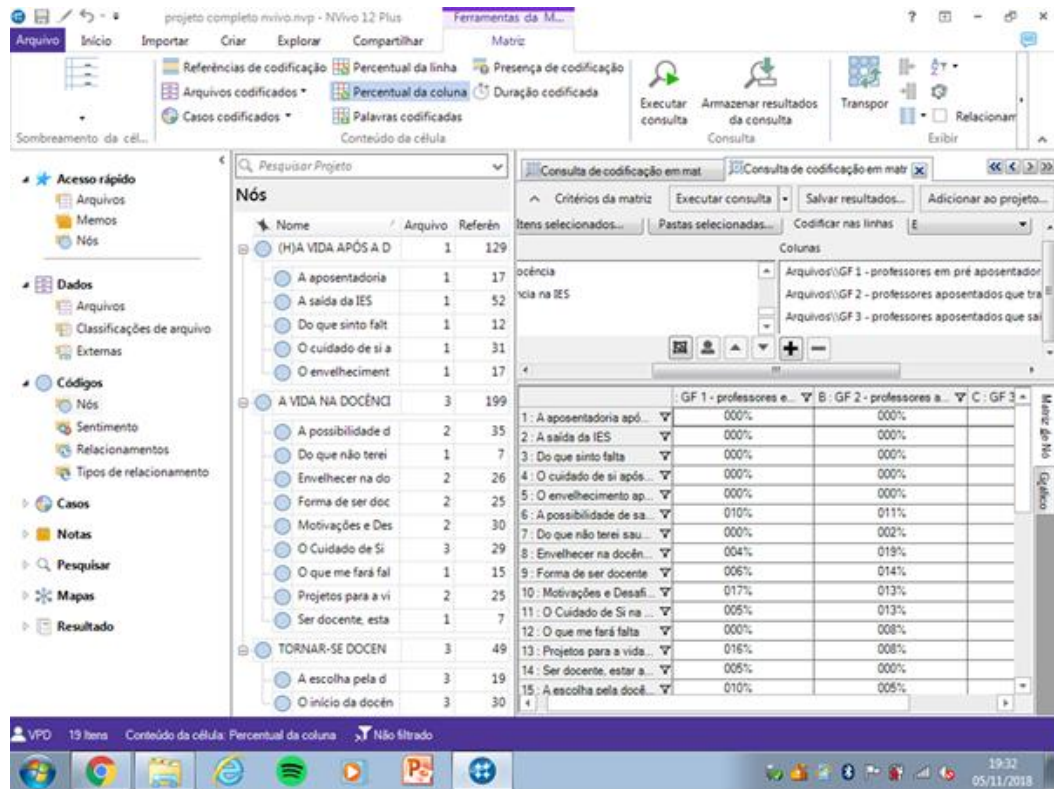 projeto completo nvivo.nvp - NVivo 12 Plus
Ferramentas da M...
Arquivo Início Importar Criar Explorar Compartilhar Matriz
Referências de codificação Percentual da linha Presença de codificação
Arquivos codificados Percentual da coluna Duração codificada
Casos codificados Palavras codificadas
Executar consulta
Armazenar resultados da consulta
Transpor
Relacionam
Sombreamento da cél... Conteúdo da célula Consulta Exibir
Acesso rápido
Arquivos
Memos
Nós
Dados
Arquivos
Classificações de arquivo
Externas
Códigos
Nós
Sentimento
Relacionamentos
Tipos de relacionamento
Casos
Notas
Pesquisar
Mapas
Resultado
Pesquisar Projeto
Nós
Nome Arquivo Referên
(H)A VIDA APÓS A D 1 129
A aposentadoria 1 17
A saída da IES 1 52
Do que sinto falt 1 12
O cuidado de si a 1 31
O envelheciment 1 17
A VIDA NA DOCÊNCI 3 199
A possibilidade d 2 35
Do que não terei 1 7
Envelhecer na do 2 26
Forma de ser doc 2 25
Motivações e Des 2 30
O Cuidado de Si 3 29
O que me fará fal 1 15
Projetos para a vi 2 25
Ser docente, esta 1 7
TORNAR-SE DOCEN 3 49
A escolha pela d 3 19
O início da docên 3 30
Consulta de codificação em mat
Consulta de codificação em matr
Critérios da matriz Executar consulta Salvar resultados... Adicionar ao projeto...
Itens selecionados... Pastas selecionadas... Codificar nas linhas E
Colunas
ocência
ncia na IES
Arquivos\\GF 1 - professores em pré aposentador
Arquivos\\GF 2 - professores aposentados que tra
Arquivos\\GF 3 - professores aposentados que sai
: GF 1 - professores e... B : GF 2 - professores a... C : GF 3
1 : A aposentadoria apó... 000% 000%
2 : A saída da IES 000% 000%
3 : Do que sinto falta 000% 000%
4 : O cuidado de si após... 000% 000%
5 : O envelhecimento ap... 000% 000%
6 : A possibilidade de sa... 010% 011%
7 : Do que não terei sau... 000% 002%
8 : Envelhecer na docên... 004% 019%
9 : Forma de ser docente 006% 014%
10 : Motivações e Desafi... 017% 013%
11 : O Cuidado de Si na ... 005% 013%
12 : O que me fará falta 000% 008%
13 : Projetos para a vida... 016% 008%
14 : Ser docente, estar a... 005% 000%
15 : A escolha pela docê... 010% 005%
Matriz de Nó
Gráfico
VPD 19 Itens Conteúdo da célula: Percentual da coluna Não filtrado
19:32
05/11/2018